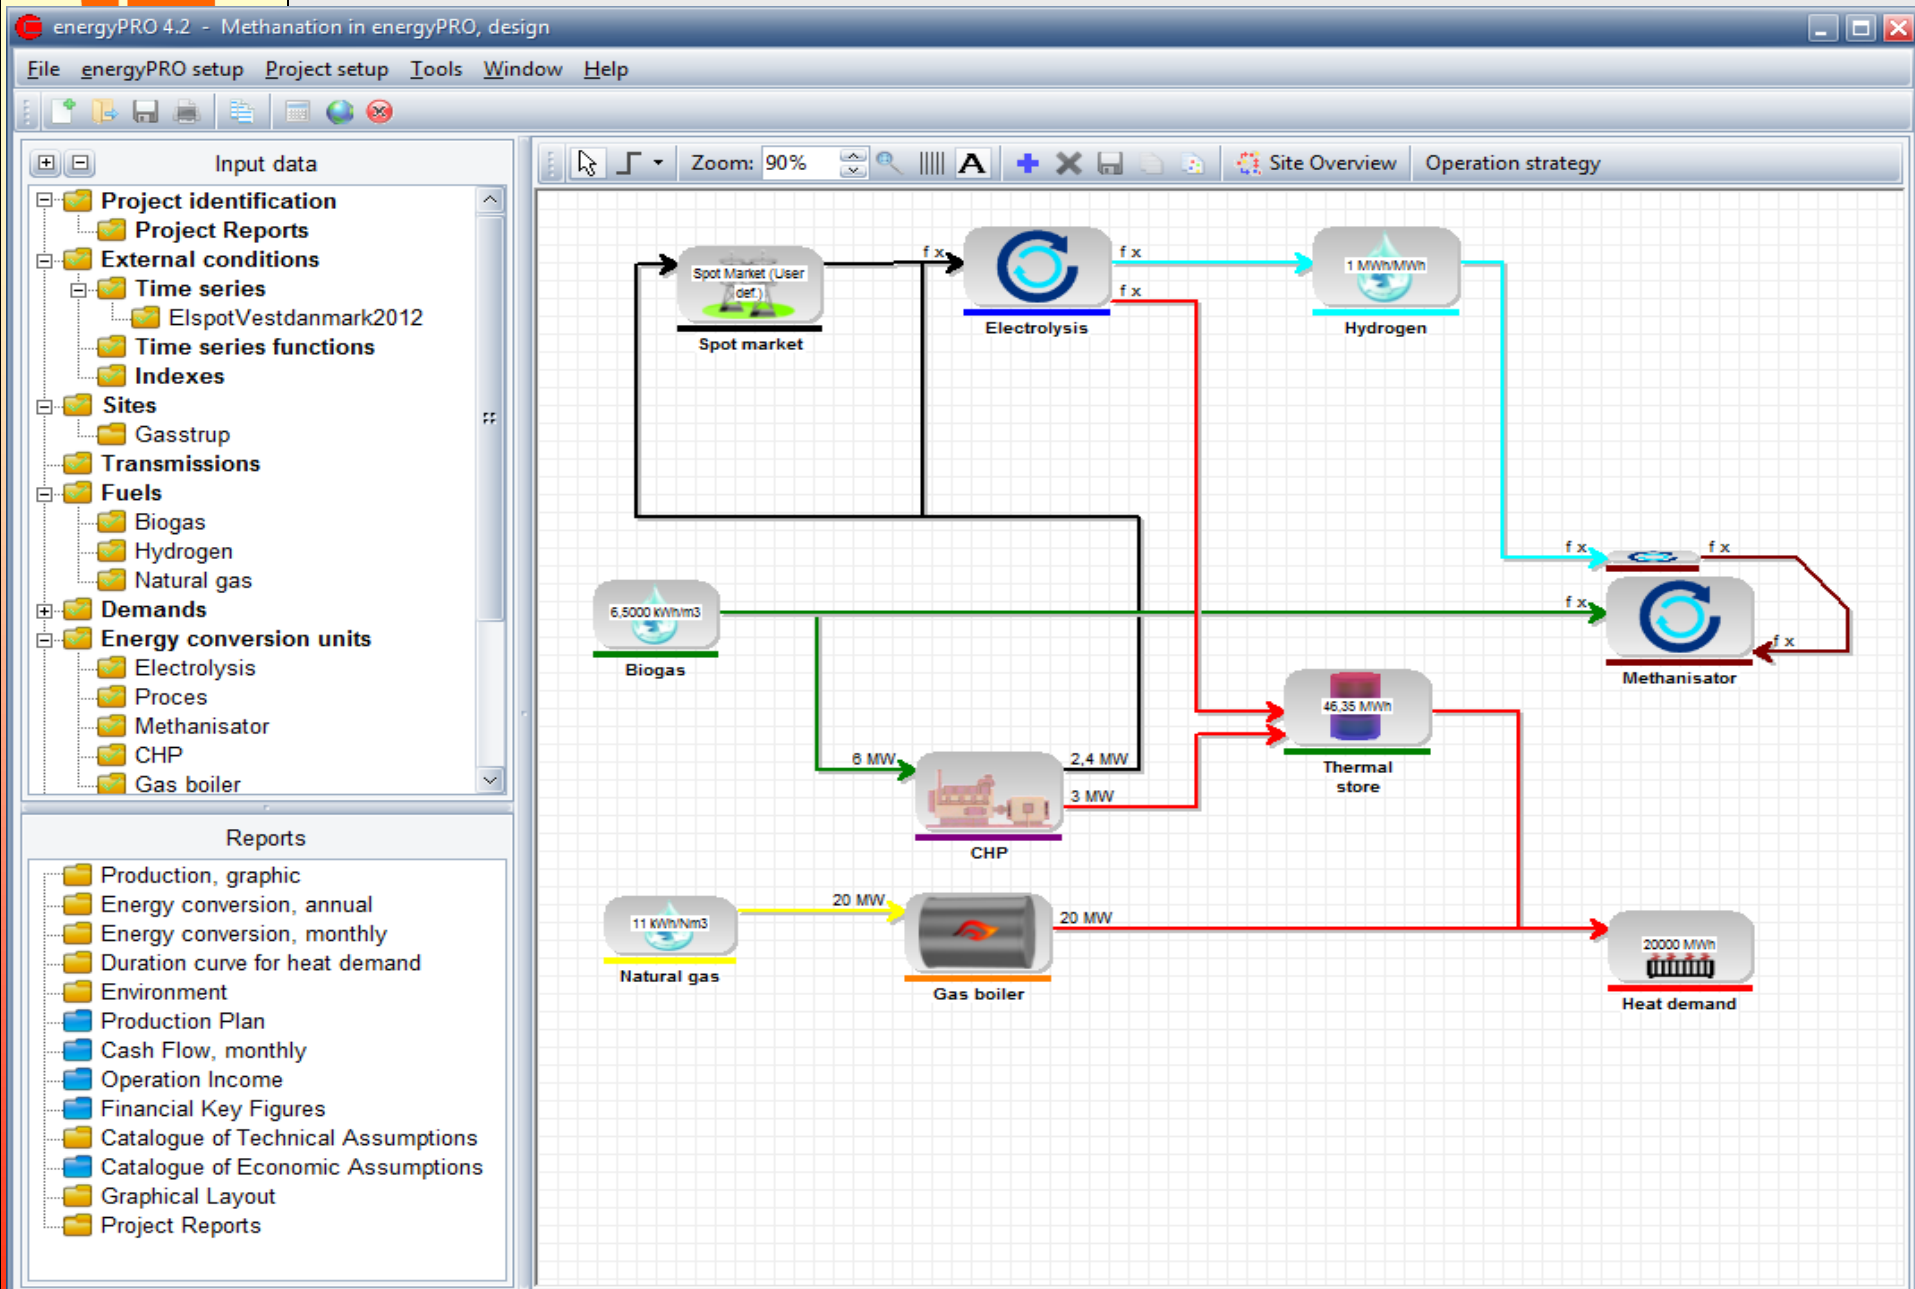 energyPRO 4.2 - Methanation in energyPRO, design
File energyPRO setup Project setup Tools Window Help
Input data
Project identification
Project Reports
External conditions
Time series
ElspotVestdanmark2012
Time series functions
Indexes
Sites
Gasstrup
Transmissions
Fuels
Biogas
Hydrogen
Natural gas
Demands
Energy conversion units
Electrolysis
Proces
Methanisator
CHP
Gas boiler
Reports
Production, graphic
Energy conversion, annual
Energy conversion, monthly
Duration curve for heat demand
Environment
Production Plan
Cash Flow, monthly
Operation Income
Financial Key Figures
Catalogue of Technical Assumptions
Catalogue of Economic Assumptions
Graphical Layout
Project Reports
Zoom: 90% A Site Overview Operation strategy
Spot Market (User
def.)
Spot market
f x
Electrolysis
f x
f x
1 MWh/MWh
Hydrogen
f x
f x
f x
f x
Methanisator
6,5000 kWh/m3
Biogas
46,35 MWh
Thermal
store
6 MW
2,4 MW
3 MW
CHP
11 kWh/Nm3
Natural gas
20 MW
20 MW
Gas boiler
20000 MWh
Heat demand